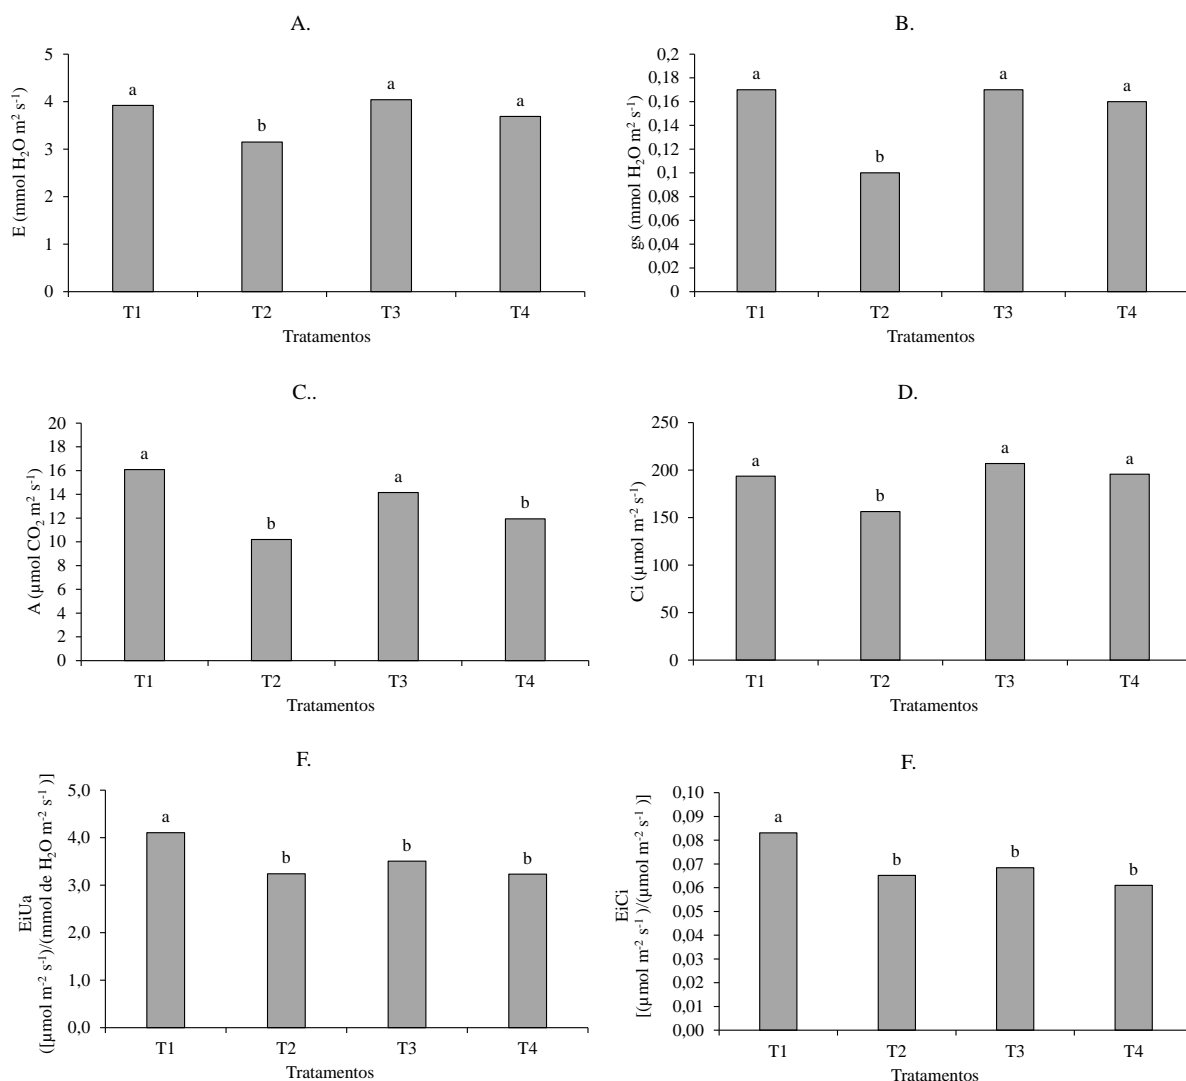 A.
E (mmol H₂O m⁻² s⁻¹)
5
4
3
2
1
0
a
b
a
a
T1 T2 T3 T4
Tratamentos
B.
gs (mmol H₂O m⁻² s⁻¹)
0,2
0,18
0,16
0,14
0,12
0,1
0,08
0,06
0,04
0,02
0
a
b
a
a
T1 T2 T3 T4
Tratamentos
C..
A (µmol CO₂ m⁻² s⁻¹)
20
18
16
14
12
10
8
6
4
2
0
a
b
a
b
T1 T2 T3 T4
Tratamentos
D.
Ci (µmol m⁻² s⁻¹)
250
200
150
100
50
0
a
b
a
a
T1 T2 T3 T4
Tratamentos
F.
EiUa
([µmol m⁻² s⁻¹)/(mmol de H₂O m⁻² s⁻¹ )]
5,0
4,0
3,0
2,0
1,0
0,0
a
b
b
b
T1 T2 T3 T4
Tratamentos
F.
EiCi
[(µmol m⁻² s⁻¹ )/(µmol m⁻² s⁻¹ )]
0,10
0,09
0,08
0,07
0,06
0,05
0,04
0,03
0,02
0,01
0,00
a
b
b
b
T1 T2 T3 T4
Tratamentos